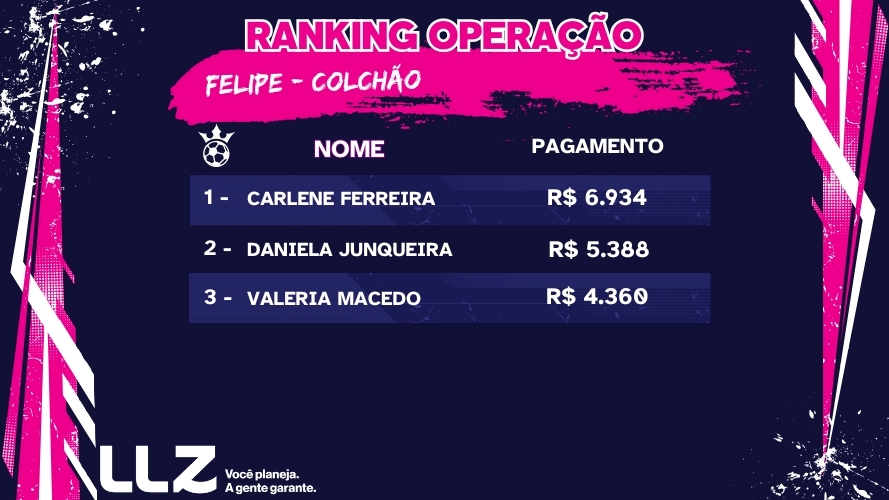 RANKING OPERAÇÃO
FELIPE - COLCHÃO
NOME PAGAMENTO
1 - CARLENE FERREIRA R$ 6.934
2 - DANIELA JUNQUEIRA R$ 5.388
3 - VALERIA MACEDO R$ 4.360
LLZ
Você planeja.
A gente garante.